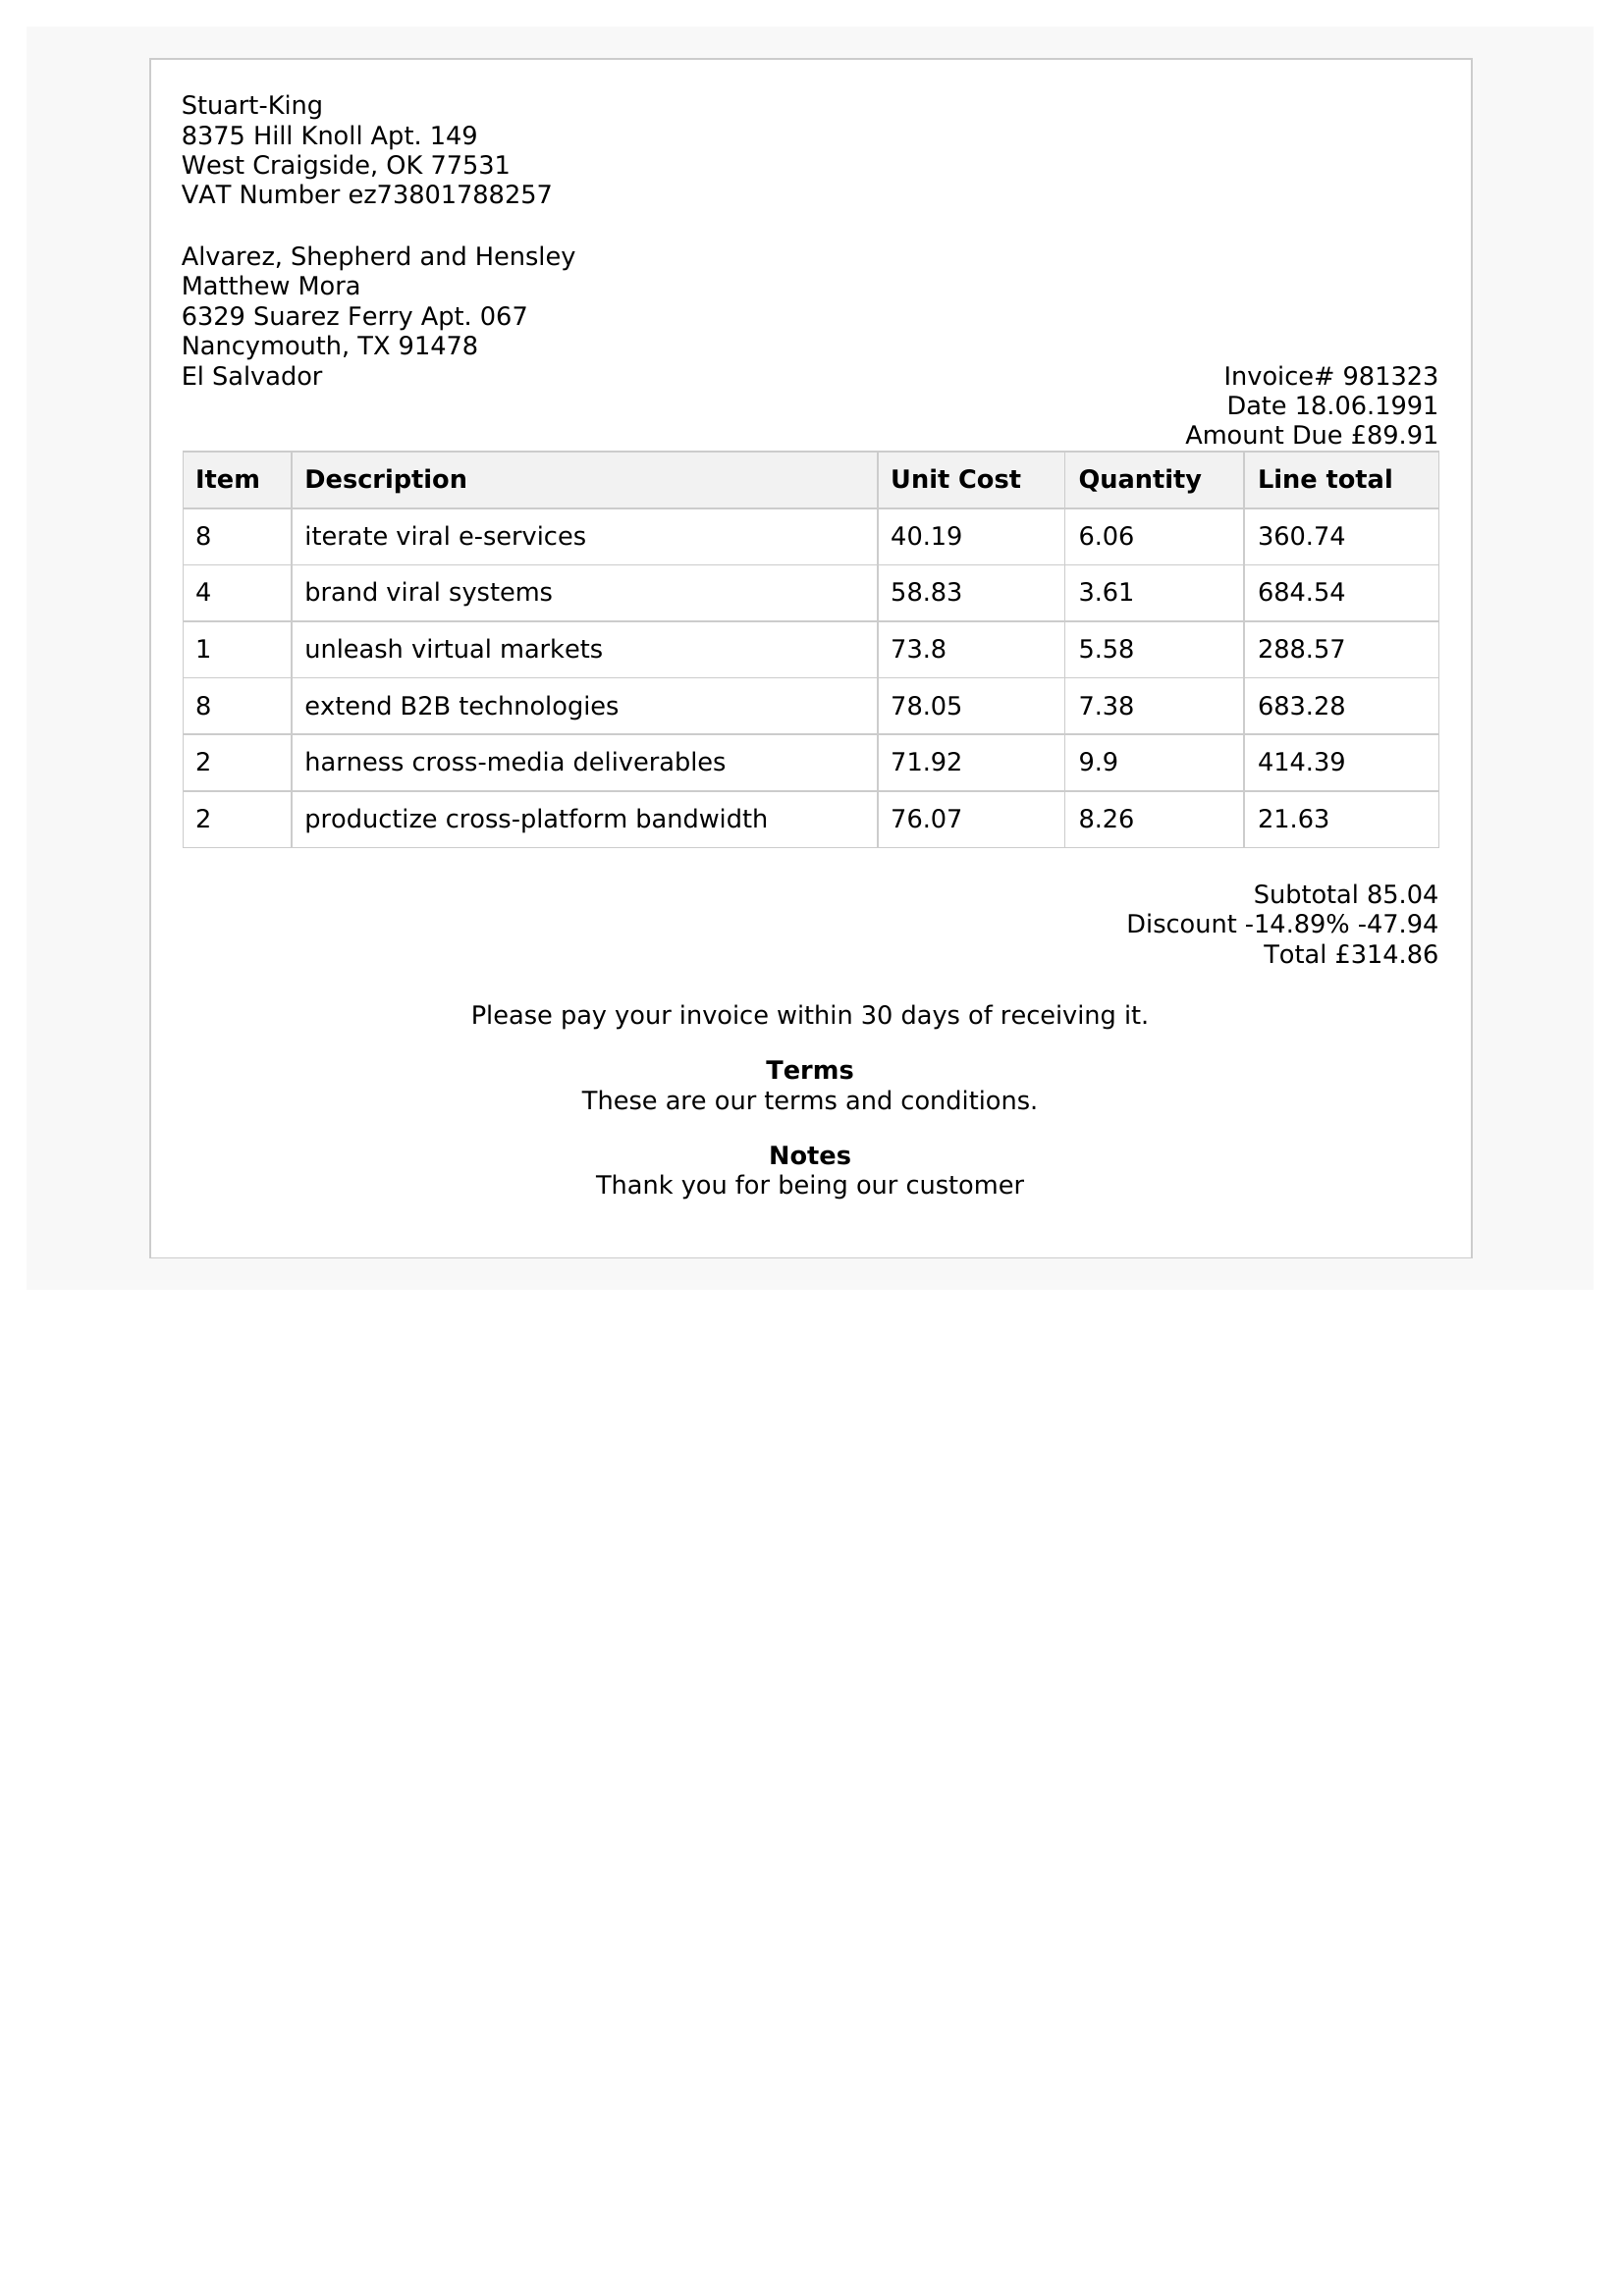 Stuart-King
8375 Hill Knoll Apt. 149
West Craigside, OK 77531
VAT Number ez73801788257
Alvarez, Shepherd and Hensley
Matthew Mora
6329 Suarez Ferry Apt. 067
Nancymouth, TX 91478
El Salvador
Invoice# 981323
Date 18.06.1991
Amount Due £89.91
Item Description Unit Cost Quantity Line total
8 iterate viral e-services 40.19 6.06 360.74
4 brand viral systems 58.83 3.61 684.54
1 unleash virtual markets 73.8 5.58 288.57
8 extend B2B technologies 78.05 7.38 683.28
2 harness cross-media deliverables 71.92 9.9 414.39
2 productize cross-platform bandwidth 76.07 8.26 21.63
Subtotal 85.04
Discount -14.89% -47.94
Total £314.86
Please pay your invoice within 30 days of receiving it.
Terms
These are our terms and conditions.
Notes
Thank you for being our customer